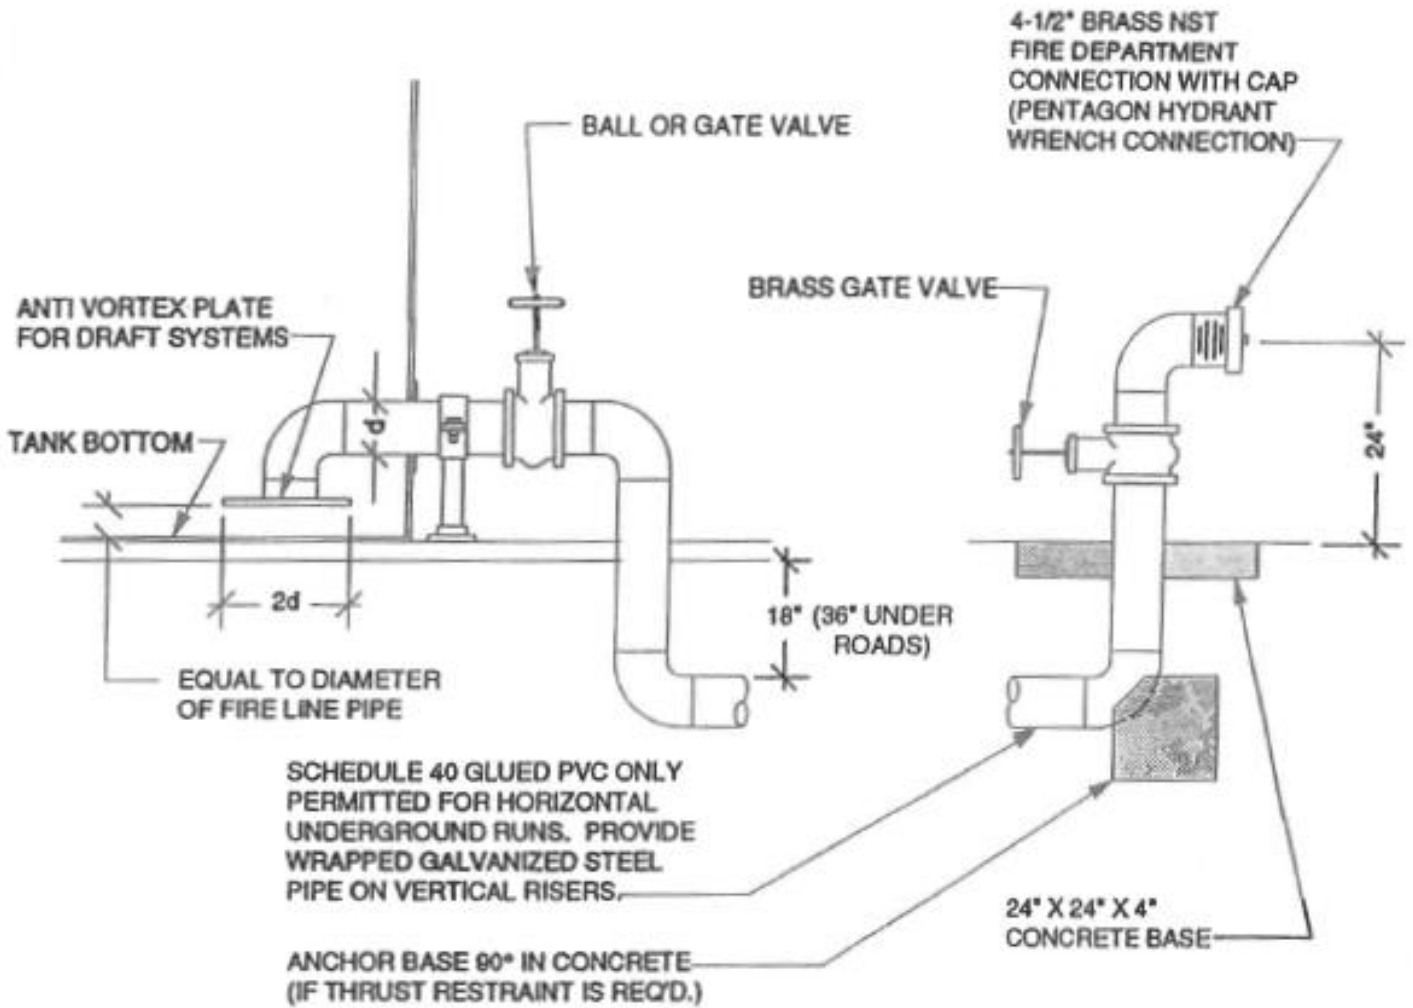 4-1/2" BRASS NST
FIRE DEPARTMENT
CONNECTION WITH CAP
(PENTAGON HYDRANT
WRENCH CONNECTION)
BALL OR GATE VALVE
BRASS GATE VALVE
ANTI VORTEX PLATE
FOR DRAFT SYSTEMS
d
TANK BOTTOM
24"
2d
18" (36" UNDER
ROADS)
EQUAL TO DIAMETER
OF FIRE LINE PIPE
SCHEDULE 40 GLUED PVC ONLY
PERMITTED FOR HORIZONTAL
UNDERGROUND RUNS. PROVIDE
WRAPPED GALVANIZED STEEL
PIPE ON VERTICAL RISERS.
24" X 24" X 4"
CONCRETE BASE
ANCHOR BASE 90° IN CONCRETE
(IF THRUST RESTRAINT IS REQ'D.)